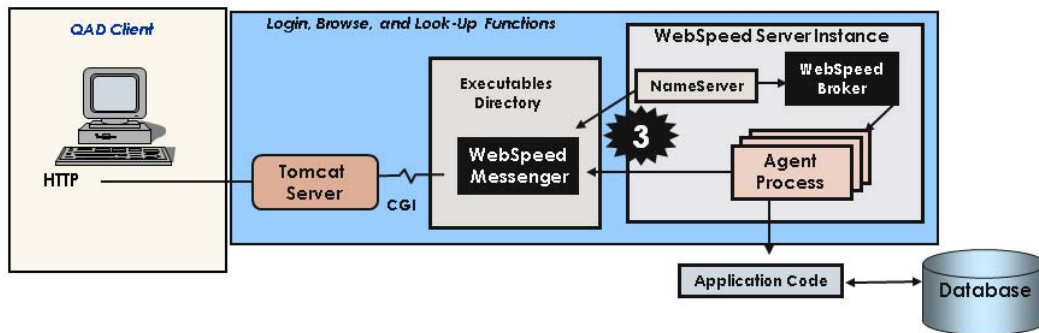 QAD Client
HTTP
Login, Browse, and Look-Up Functions
Tomcat
Server
CGI
Executables
Directory
WebSpeed
Messenger
3
WebSpeed Server Instance
NameServer
WebSpeed
Broker
Agent
Process
Application Code
Database